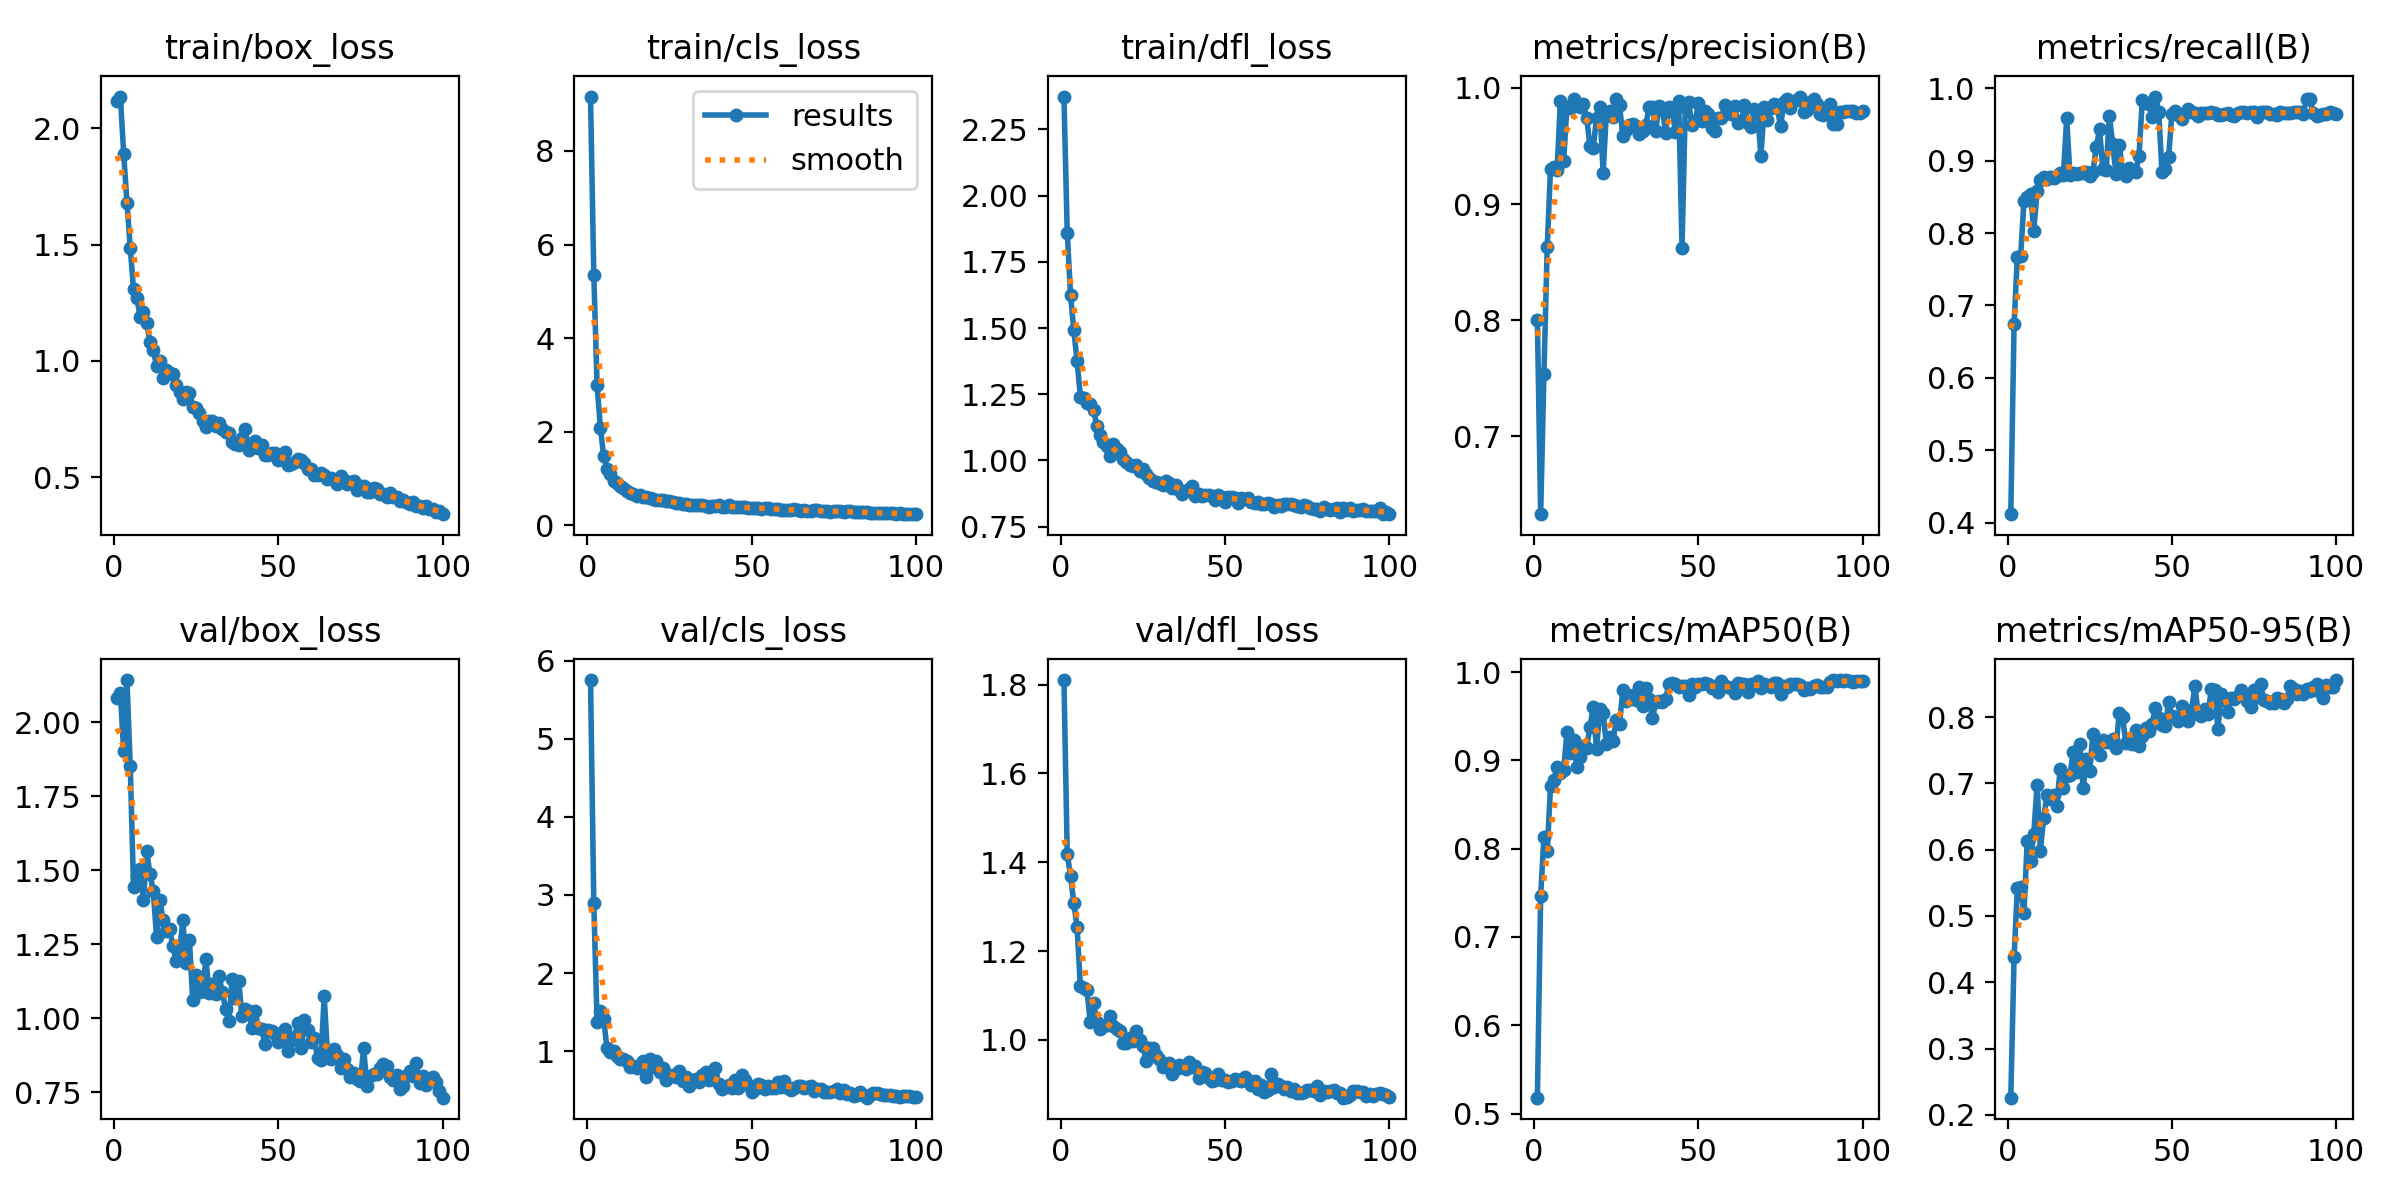 train/box_loss
2.0
1.5
1.0
0.5
0 50 100
train/cls_loss
results
smooth
8
6
4
2
0
0 50 100
train/dfl_loss
2.25
2.00
1.75
1.50
1.25
1.00
0.75
0 50 100
metrics/precision(B)
1.0
0.9
0.8
0.7
0 50 100
metrics/recall(B)
1.0
0.9
0.8
0.7
0.6
0.5
0.4
0 50 100
val/box_loss
2.00
1.75
1.50
1.25
1.00
0.75
0 50 100
val/cls_loss
6
5
4
3
2
1
0 50 100
val/dfl_loss
1.8
1.6
1.4
1.2
1.0
0 50 100
metrics/mAP50(B)
1.0
0.9
0.8
0.7
0.6
0.5
0 50 100
metrics/mAP50-95(B)
0.8
0.7
0.6
0.5
0.4
0.3
0.2
0 50 100